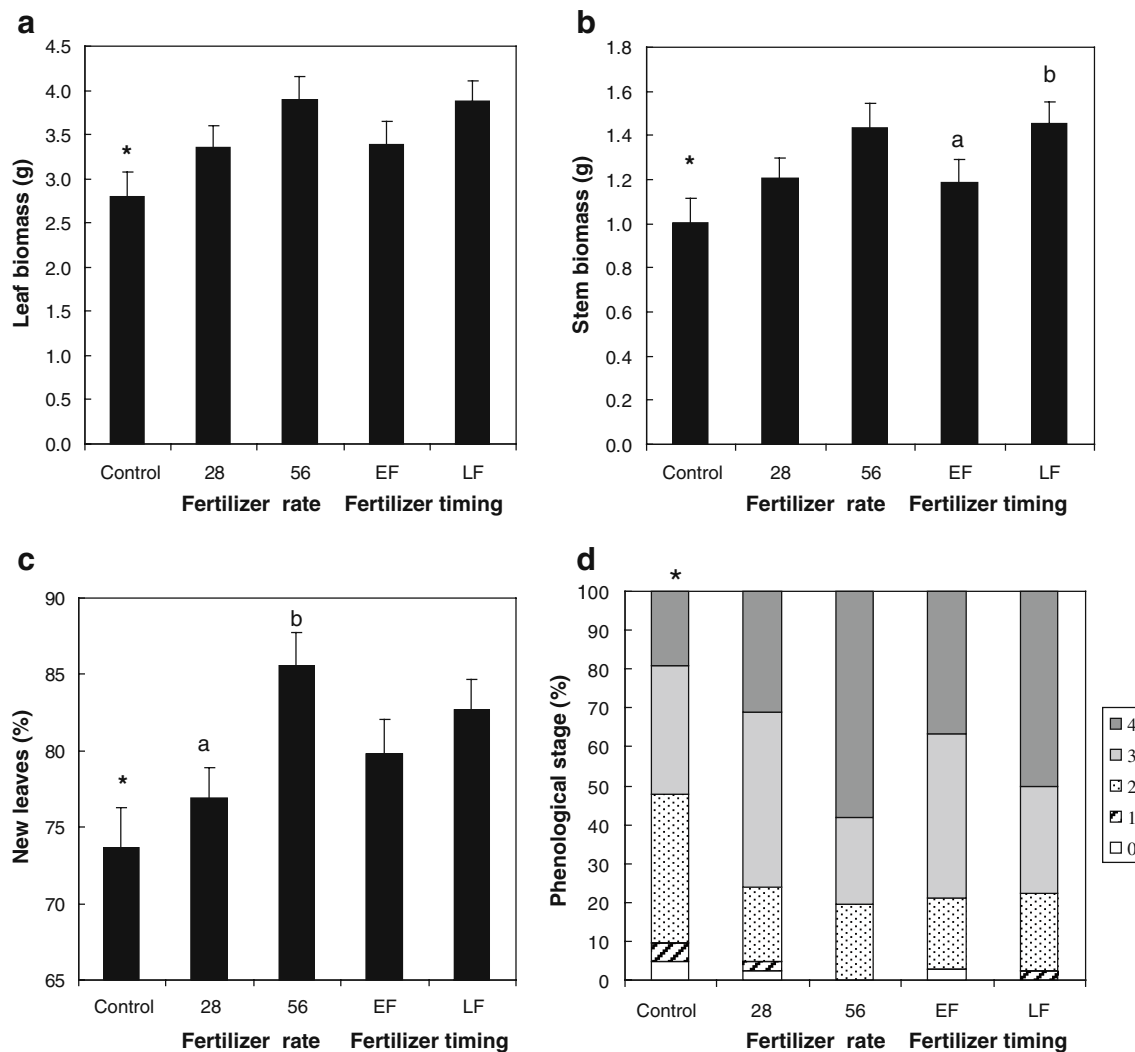 a
Leaf biomass (g)
4.5
4.0
3.5
3.0
2.5
2.0
1.5
1.0
0.5
0.0
*
Control 28 56 EF LF
Fertilizer rate Fertilizer timing
b
Stem biomass (g)
1.8
1.6
1.4
1.2
1.0
0.8
0.6
0.4
0.2
0.0
* a b
Control 28 56 EF LF
Fertilizer rate Fertilizer timing
c
New leaves (%)
90
85
80
75
70
65
* a b
Control 28 56 EF LF
Fertilizer rate Fertilizer timing
d
Phenological stage (%)
100
90
80
70
60
50
40
30
20
10
0
*
Control 28 56 EF LF
Fertilizer rate Fertilizer timing
4
3
2
1
0